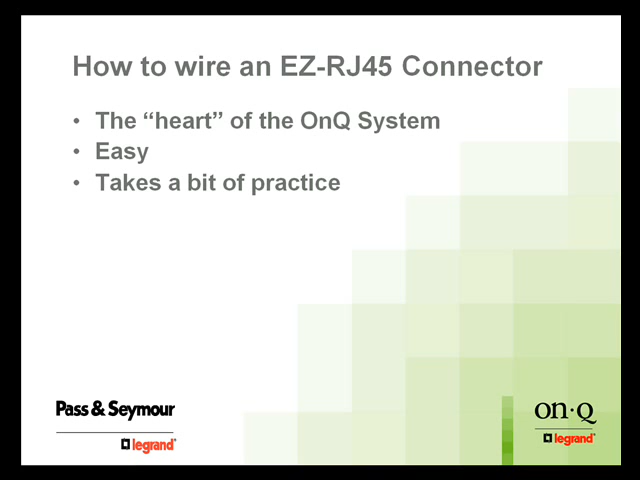 How to wire an EZ-RJ45 Connector
• The “heart” of the OnQ System
• Easy
• Takes a bit of practice
Pass & Seymour
legrand®
on·Q
legrand®